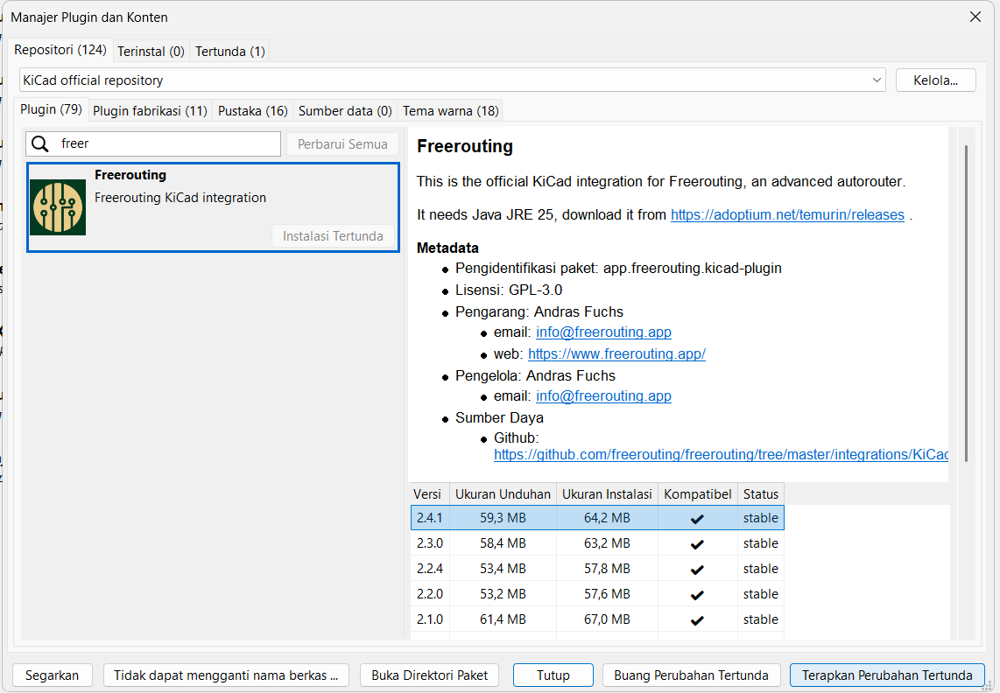 Manajer Plugin dan Konten
Repositori (124) Terinstal (0) Tertunda (1)
KiCad official repository Kelola...
Plugin (79) Plugin fabrikasi (11) Pustaka (16) Sumber data (0) Tema warna (18)
freer Perbarui Semua
Freerouting
Freerouting KiCad integration
Instalasi Tertunda
Freerouting
This is the official KiCad integration for Freerouting, an advanced autorouter.
It needs Java JRE 25, download it from https://adoptium.net/temurin/releases .
Metadata
Pengidentifikasi paket: app.freerouting.kicad-plugin
Lisensi: GPL-3.0
Pengarang: Andras Fuchs
email: info@freerouting.app
web: https://www.freerouting.app/
Pengelola: Andras Fuchs
email: info@freerouting.app
Sumber Daya
Github:
https://github.com/freerouting/freerouting/tree/master/integrations/KiCad
Versi Ukuran Unduhan Ukuran Instalasi Kompatibel Status
2.4.1 59,3 MB 64,2 MB ✔ stable
2.3.0 58,4 MB 63,2 MB ✔ stable
2.2.4 53,4 MB 57,8 MB ✔ stable
2.2.0 53,2 MB 57,6 MB ✔ stable
2.1.0 61,4 MB 67,0 MB ✔ stable
Segarkan Tidak dapat mengganti nama berkas ... Buka Direktori Paket Tutup Buang Perubahan Tertunda Terapkan Perubahan Tertunda